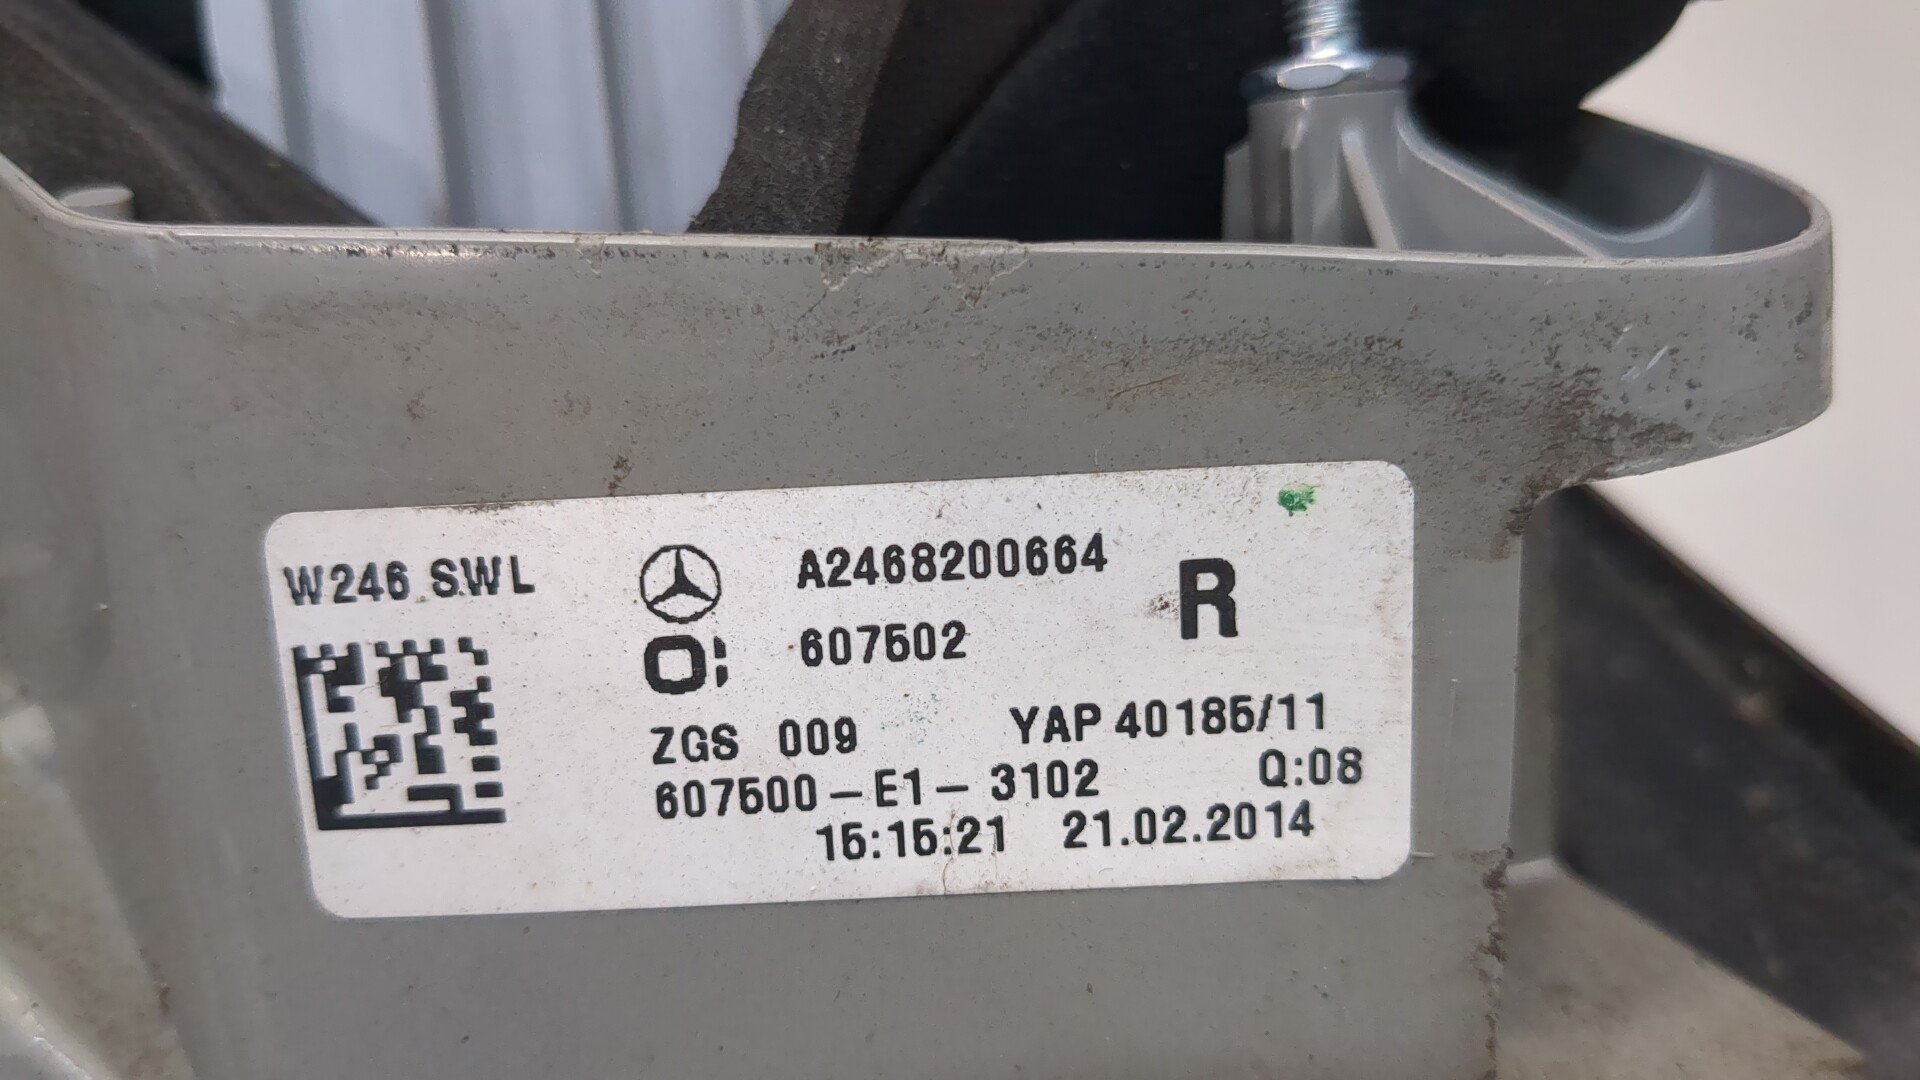 W246 SWL
A2468200664
R
O: 607502
ZGS 009 YAP 40185/11
607500-E1-3102 Q:08
15:15:21 21.02.2014